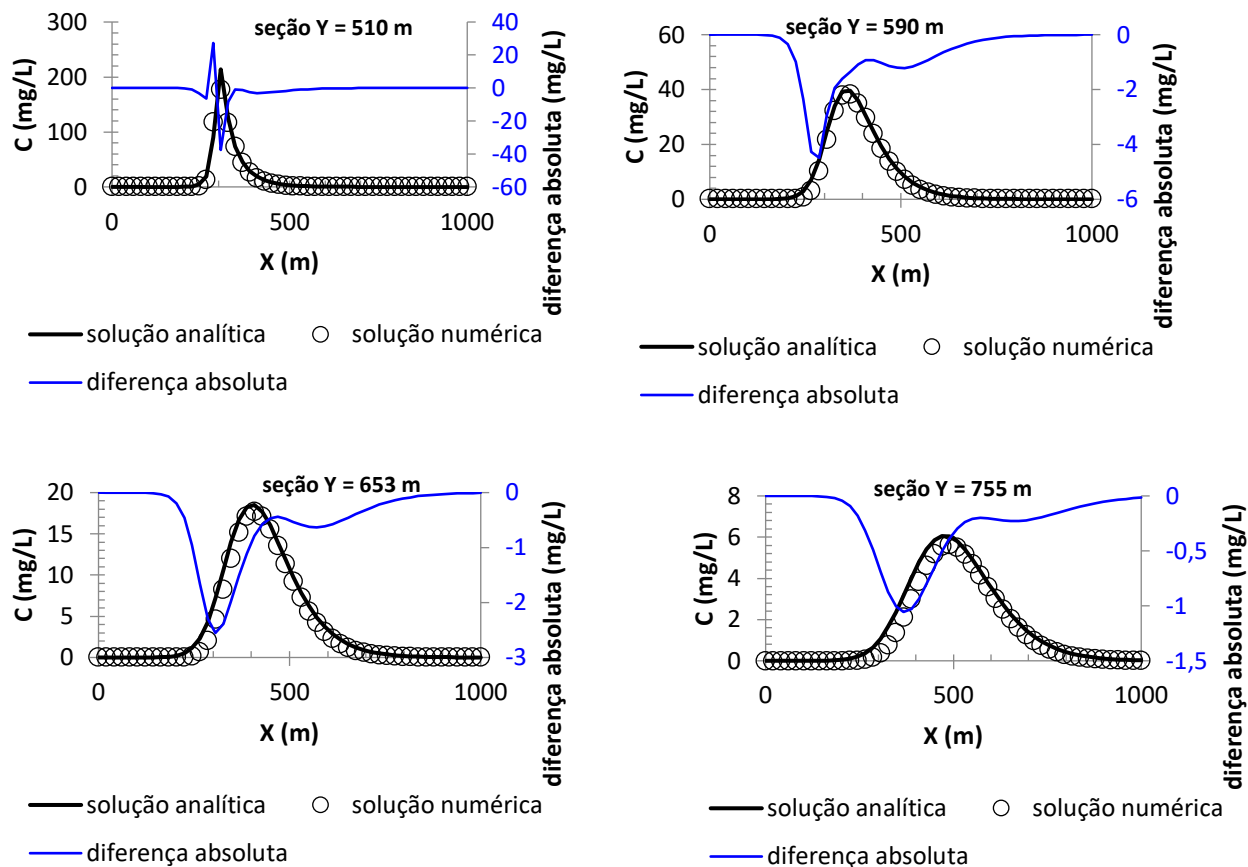 seção Y = 510 m
C (mg/L)
300
200
100
0
40
20
0
-20
-40
-60
diferença absoluta (mg/L)
0 500 1000
X (m)
solução analítica solução numérica
diferença absoluta
seção Y = 590 m
C (mg/L)
60
40
20
0
0
-2
-4
-6
diferença absoluta (mg/L)
0 500 1000
X (m)
solução analítica solução numérica
diferença absoluta
seção Y = 653 m
C (mg/L)
20
15
10
5
0
0
-1
-2
-3
diferença absoluta (mg/L)
0 500 1000
X (m)
solução analítica solução numérica
diferença absoluta
seção Y = 755 m
C (mg/L)
8
6
4
2
0
0
-0,5
-1
-1,5
diferença absoluta (mg/L)
0 500 1000
X (m)
solução analítica solução numérica
diferença absoluta